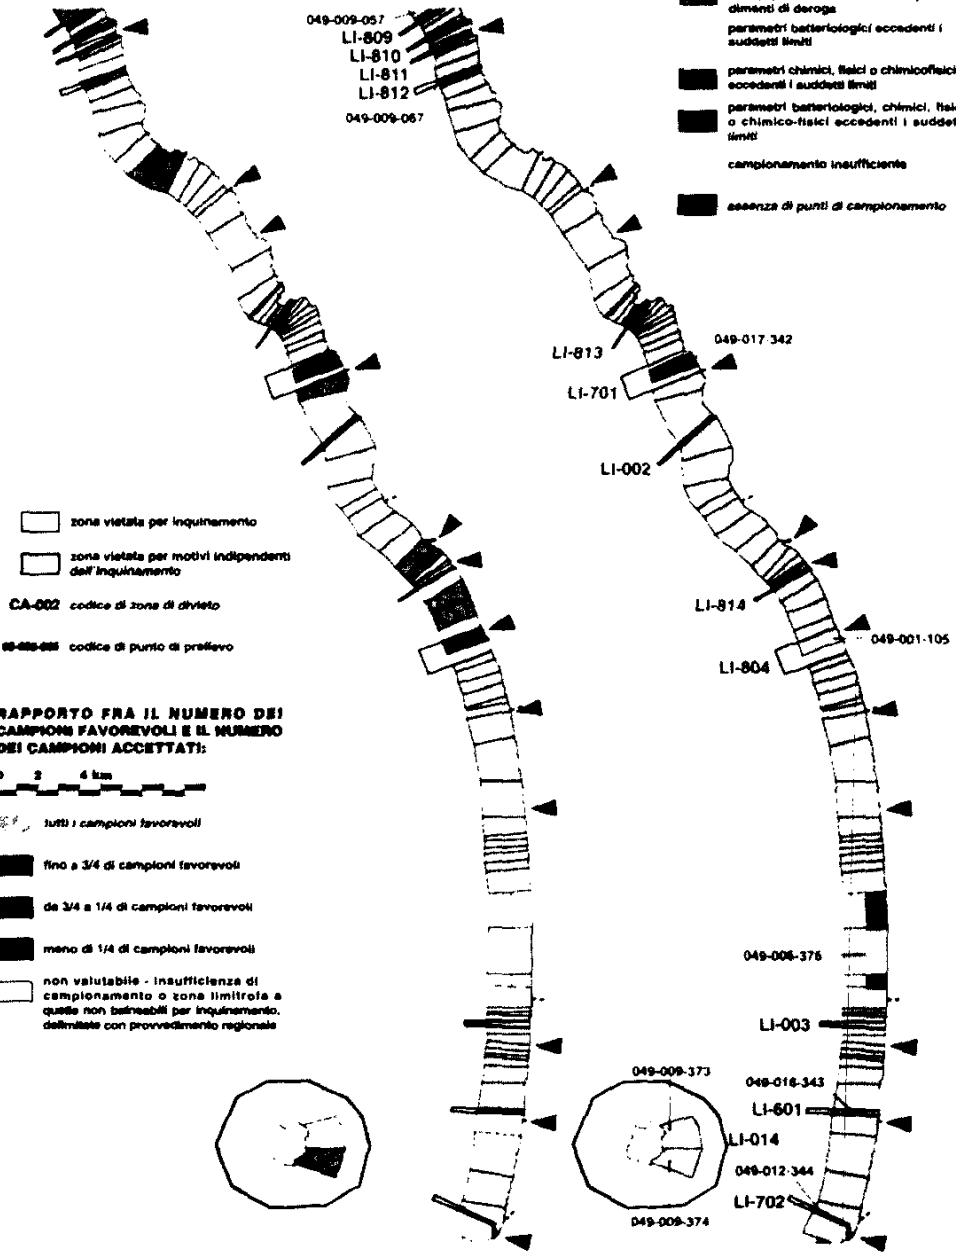 dimenti di deroga
parametri batteriologici eccedenti i
suddetti limiti
parametri chimici, fisici o chimicofisici
eccedenti i suddetti limiti
parametri batteriologici, chimici, fisici
o chimico-fisici eccedenti i suddetti
limiti
campionamento insufficiente
assenza di punti di campionamento
049-009-057
LI-809
LI-810
LI-811
LI-812
049-009-067
LI-813
049-017-342
LI-701
LI-002
zona vietata per inquinamento
zona vietata per motivi indipendenti
dell'inquinamento
CA-002 codice di zona di divieto
codice di punto di prelievo
LI-814
049-001-105
LI-804
RAPPORTO FRA IL NUMERO DEI
CAMPIONI FAVOREVOLI E IL NUMERO
DEI CAMPIONI ACCETTATI:
0 2 4 km
tutti i campioni favorevoli
fino a 3/4 di campioni favorevoli
da 3/4 a 1/4 di campioni favorevoli
meno di 1/4 di campioni favorevoli
non valutabile - insufficienza di
campionamento o zona limitrofa a
quelle non balneabili per inquinamento,
delimitate con provvedimento regionale
049-006-376
LI-003
049-009-373
049-016-343
LI-601
LI-014
049-012-344
LI-702
049-009-374